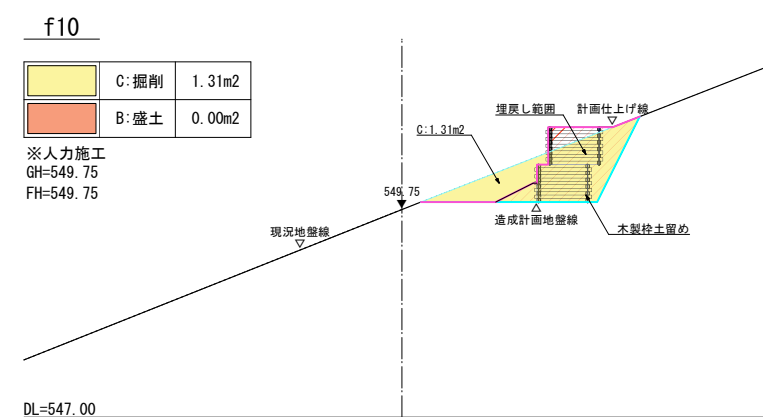 f10
C:掘削 1.31m2
B:盛土 0.00m2
※人力施工
GH=549.75
FH=549.75
埋戻し範囲
計画仕上げ線
C:1.31m2
549.75
造成計画地盤線
木製枠土留め
現況地盤線
DL=547.00